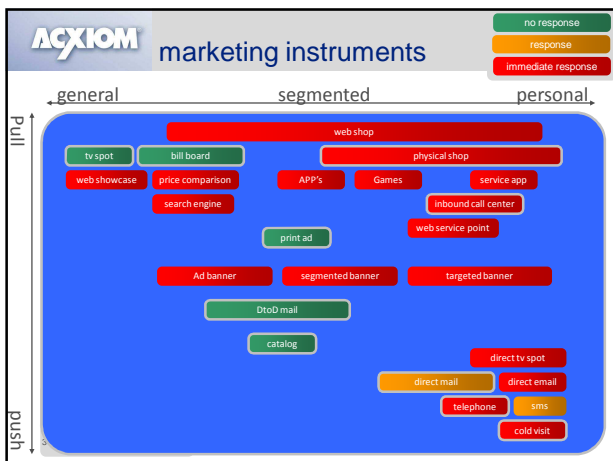 ACXIOM
marketing instruments
no response
response
immediate response
general segmented personal
Pull
web shop
tv spot bill board physical shop
web showcase price comparison APP's Games service app
search engine inbound call center
web service point
print ad
Ad banner segmented banner targeted banner
DtoD mail
catalog
direct tv spot
direct mail direct email
telephone sms
cold visit
push
3